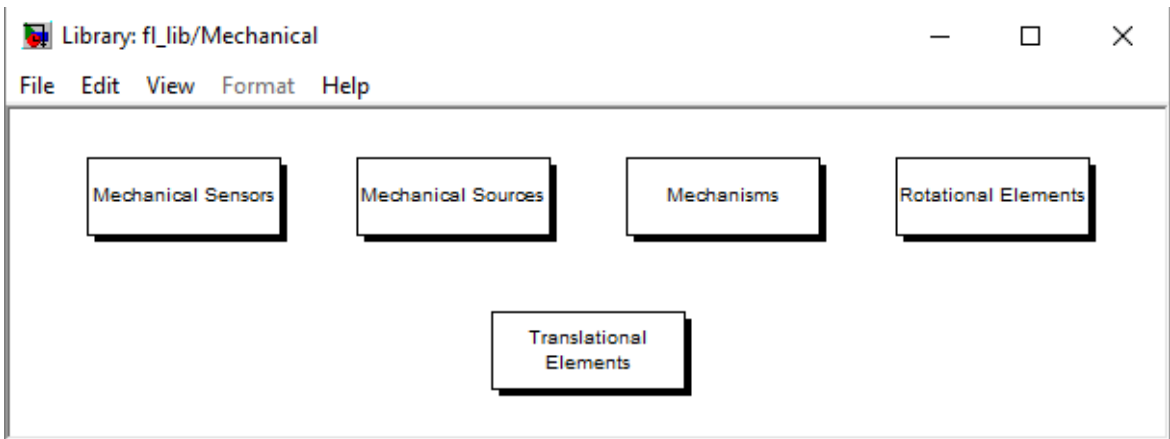 Library: fl_lib/Mechanical
File Edit View Format Help
Mechanical Sensors
Mechanical Sources
Mechanisms
Rotational Elements
Translational
Elements